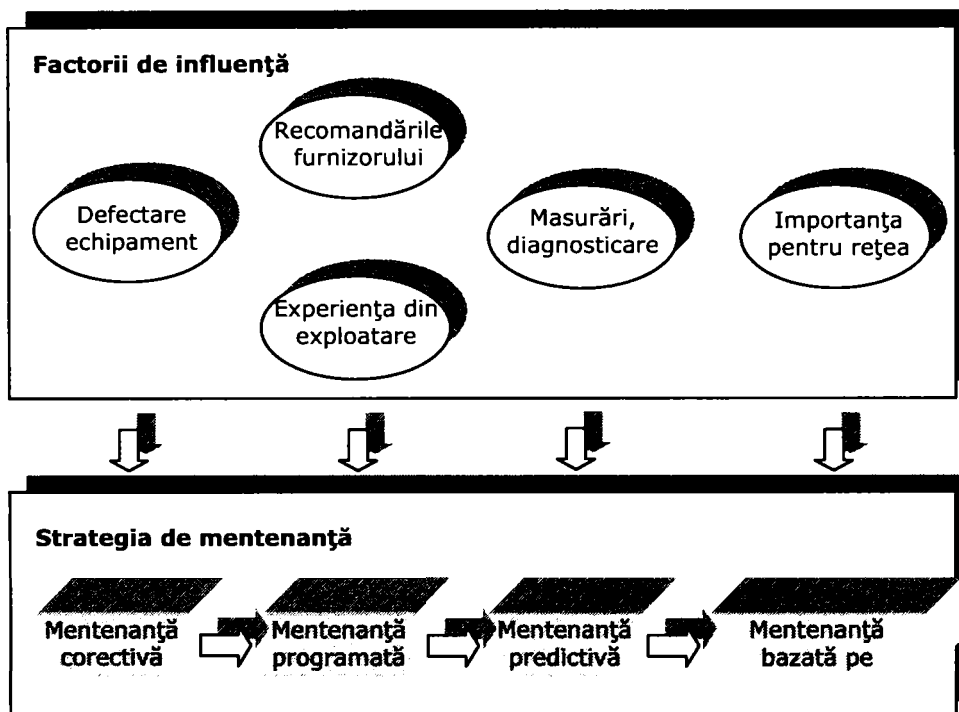 Factorii de influenţă
Recomandările
furnizorului
Defectare
echipament
Masurări,
diagnosticare
Importanţa
pentru reţea
Experienţa din
exploatare
Strategia de mentenanţă
Mentenanţă
corectivă
Mentenanţă
programată
Mentenanţă
predictivă
Mentenanţă
bazată pe